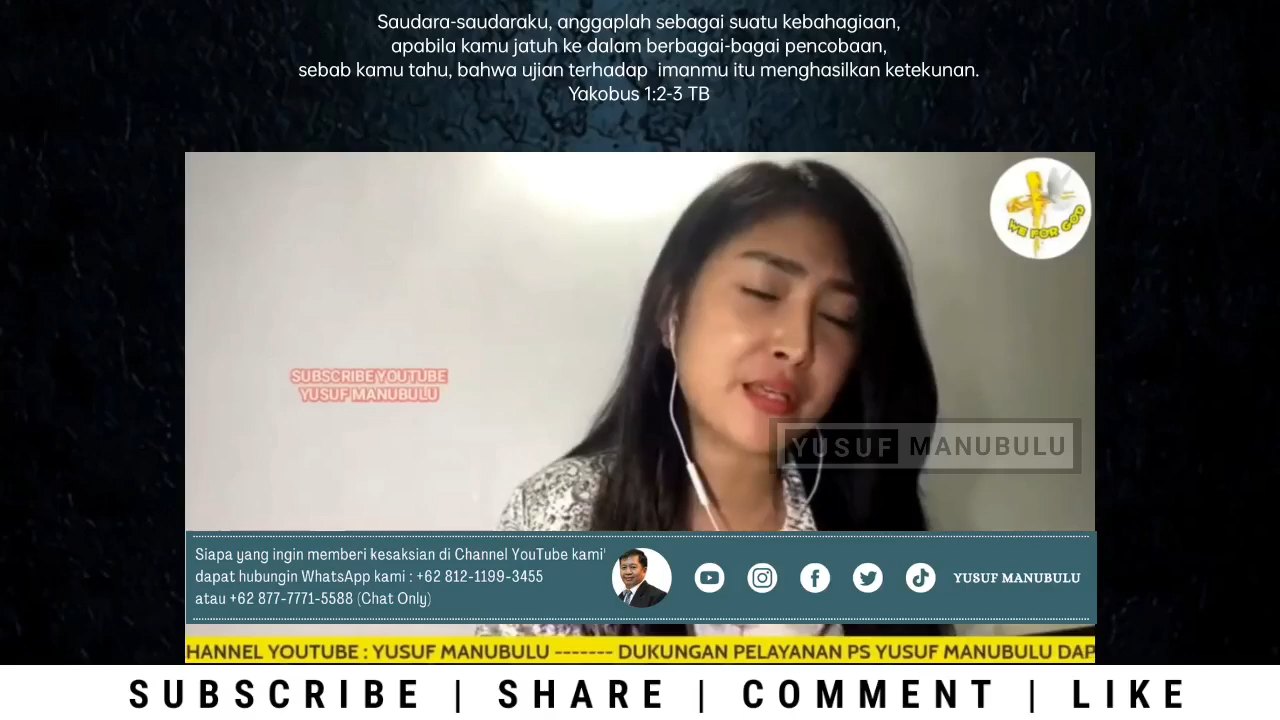 Saudara-saudaraku, anggaplah sebagai suatu kebahagiaan,
apabila kamu jatuh ke dalam berbagai-bagai pencobaan,
sebab kamu tahu, bahwa ujian terhadap imanmu itu menghasilkan ketekunan.
Yakobus 1:2-3 TB
WE FOR GOD
SUBSCRIBE YOUTUBE
YUSUF MANUBULU
YUSUF MANUBULU
Siapa yang ingin memberi kesaksian di Channel YouTube kami'
dapat hubungin WhatsApp kami : +62 812-1199-3455
atau +62 877-7771-5588 (Chat Only)
YUSUF MANUBULU
HANNEL YOUTUBE : YUSUF MANUBULU ------- DUKUNGAN PELAYANAN PS YUSUF MANUBULU DAP
SUBSCRIBE | SHARE | COMMENT | LIKE